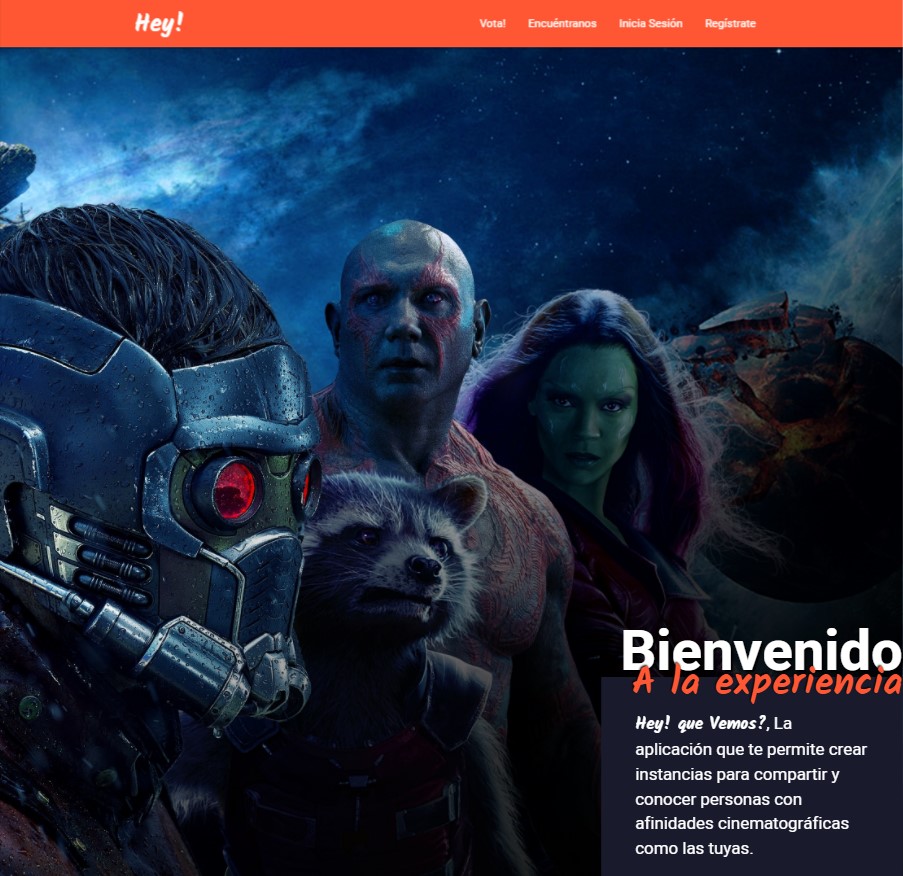 Hey!
Vota! Encuéntranos Inicia Sesión Regístrate
Bienvenido
A la experiencia
Hey! que Vemos?, La
aplicación que te permite crear
instancias para compartir y
conocer personas con
afinidades cinematográficas
como las tuyas.